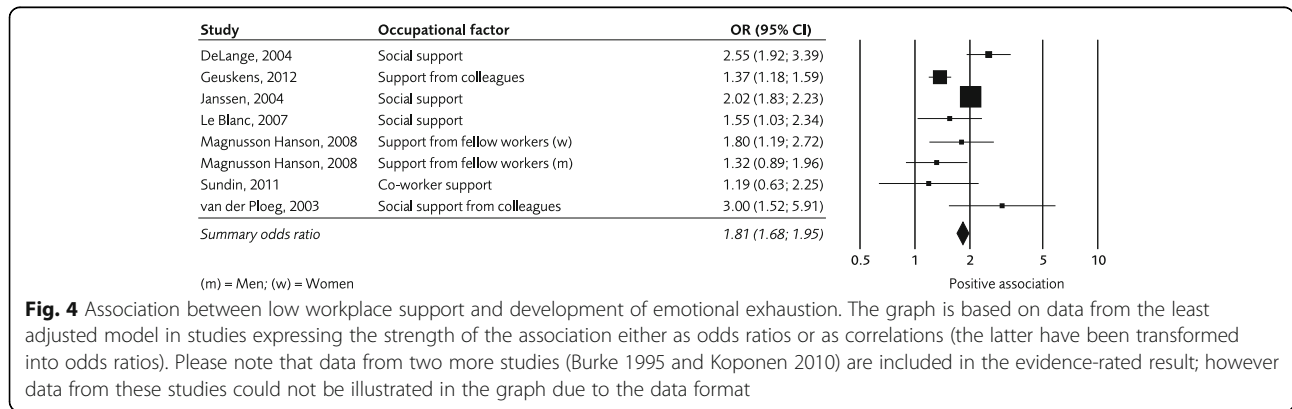 Study Occupational factor OR (95% CI)
DeLange, 2004 Social support 2.55 (1.92; 3.39)
Geuskens, 2012 Support from colleagues 1.37 (1.18; 1.59)
Janssen, 2004 Social support 2.02 (1.83; 2.23)
Le Blanc, 2007 Social support 1.55 (1.03; 2.34)
Magnusson Hanson, 2008 Support from fellow workers (w) 1.80 (1.19; 2.72)
Magnusson Hanson, 2008 Support from fellow workers (m) 1.32 (0.89; 1.96)
Sundin, 2011 Co-worker support 1.19 (0.63; 2.25)
van der Ploeg, 2003 Social support from colleagues 3.00 (1.52; 5.91)
Summary odds ratio 1.81 (1.68; 1.95)
0.5 1 2 5 10
(m) = Men; (w) = Women Positive association
Fig. 4 Association between low workplace support and development of emotional exhaustion. The graph is based on data from the least
adjusted model in studies expressing the strength of the association either as odds ratios or as correlations (the latter have been transformed
into odds ratios). Please note that data from two more studies (Burke 1995 and Koponen 2010) are included in the evidence-rated result; however
data from these studies could not be illustrated in the graph due to the data format